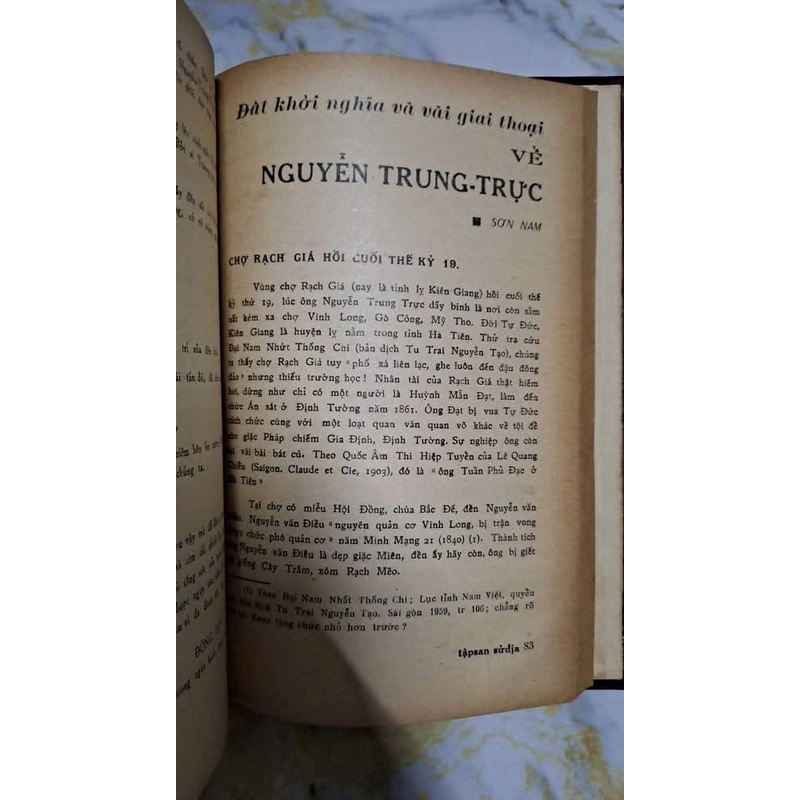 Đất khởi nghĩa và vài giai thoại
VỀ
NGUYỄN TRUNG-TRỰC
■ SƠN NAM
CHỢ RẠCH GIÁ HỒI CUỐI THẾ KỶ 19.
Vùng chợ Rạch Giá (nay là tỉnh lỵ Kiên Giang) hồi cuối thế
kỷ thứ 19, lúc ông Nguyễn Trung Trực dấy binh là nơi còn sầm
uất kém xa chợ Vĩnh Long, Gò Công, Mỹ Tho. Đời Tự Đức,
Kiên Giang là huyện lỵ nằm trong tỉnh Hà Tiên. Thử tra cứu
Đại Nam Nhứt Thống Chí (bản dịch Tu Trai Nguyễn Tạo), chúng
ta thấy chợ Rạch Giá tuy «phố xá liên lạc, ghe luôn đến đậu đông
đảo» nhưng thiếu trường học! Nhân tài của Rạch Giá thật hiếm
hơi, dừng như chỉ có một người là Huỳnh Mẫn Đạt, làm đến
chức Án sát ở Định Tường năm 1861. Ông Đạt bị vua Tự Đức
cách chức cùng với một loạt quan văn quan võ khác về tội để
cho giặc Pháp chiếm Gia Định, Định Tường. Sự nghiệp ông còn
lại vài bài bát cú. Theo Quốc Âm Thi Hiệp Tuyển của Lê Quang
Chiểu (Saigon. Claude et Cie, 1903), đó là «ông Tuần Phủ Đạc ở
Hà Tiên»
Tại chợ có miễu Hội Đồng, chùa Bắc Đế, đền Nguyễn văn
Điều. Nguyễn văn Điều «nguyên quản cơ Vĩnh Long, bị trận vong
được chức phó quản cơ» năm Minh Mạng 21 (1840) (1). Thành tích
Nguyễn văn Điều là dẹp giặc Miên, đền ấy hãy còn, ông bị giết
giồng Cây Trâm, xóm Rạch Mẽo.
(1) Theo Đại Nam Nhất Thống Chí; Lục tỉnh Nam Việt, quyển
bản dịch Tu Trai Nguyễn Tạo. Sài gòn 1959, tr 106; chẳng rõ
được tặng chức nhỏ hơn trước?
tậpsan sửdịa 83